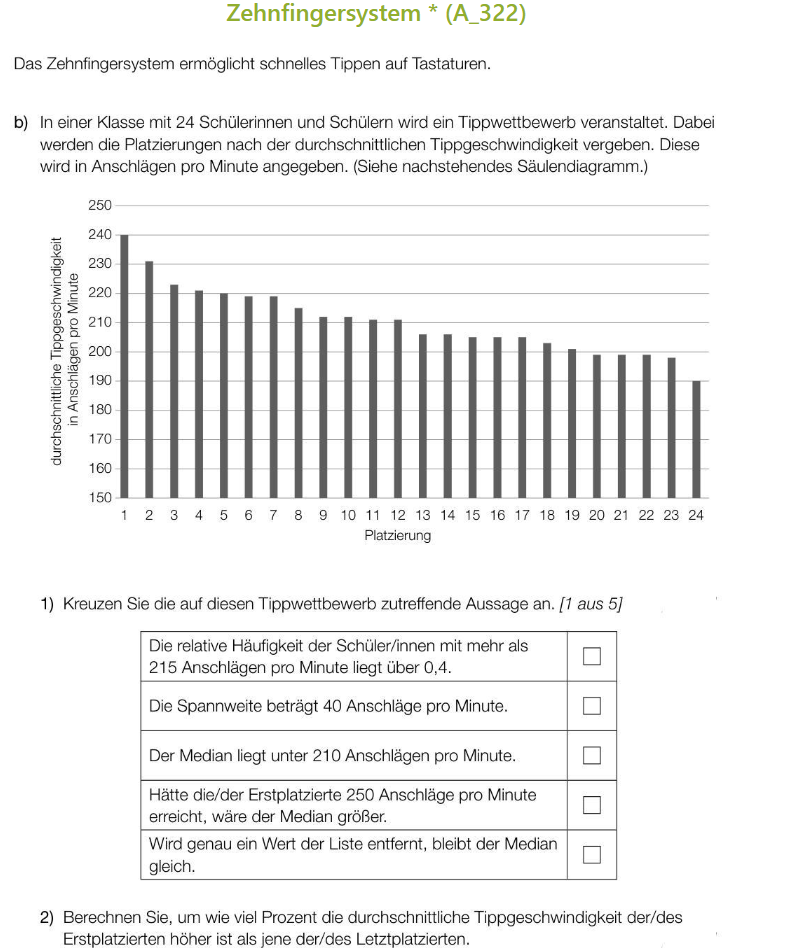 Zehnfingersystem * (A_322)
Das Zehnfingersystem ermöglicht schnelles Tippen auf Tastaturen.
b) In einer Klasse mit 24 Schülerinnen und Schülern wird ein Tippwettbewerb veranstaltet. Dabei
werden die Platzierungen nach der durchschnittlichen Tippgeschwindigkeit vergeben. Diese
wird in Anschlägen pro Minute angegeben. (Siehe nachstehendes Säulendiagramm.)
durchschnittliche Tippgeschwindigkeit
in Anschlägen pro Minute
250
240
230
220
210
200
190
180
170
160
150
1 2 3 4 5 6 7 8 9 10 11 12 13 14 15 16 17 18 19 20 21 22 23 24
Platzierung
1) Kreuzen Sie die auf diesen Tippwettbewerb zutreffende Aussage an. [1 aus 5]
Die relative Häufigkeit der Schüler/innen mit mehr als
215 Anschlägen pro Minute liegt über 0,4.
Die Spannweite beträgt 40 Anschläge pro Minute.
Der Median liegt unter 210 Anschlägen pro Minute.
Hätte die/der Erstplatzierte 250 Anschläge pro Minute
erreicht, wäre der Median größer.
Wird genau ein Wert der Liste entfernt, bleibt der Median
gleich.
2) Berechnen Sie, um wie viel Prozent die durchschnittliche Tippgeschwindigkeit der/des
Erstplatzierten höher ist als jene der/des Letztplatzierten.